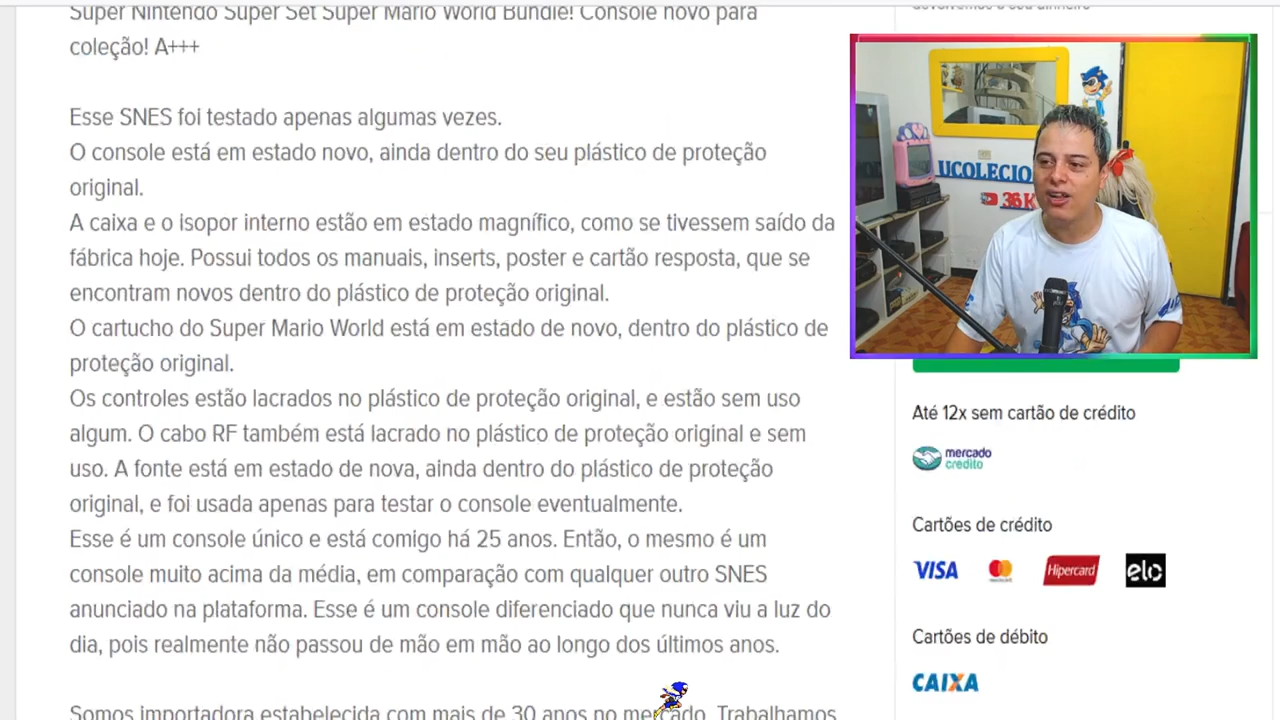 Super Nintendo Super Set Super Mario World Bundle! Console novo para
coleção! A+++
Esse SNES foi testado apenas algumas vezes.
O console está em estado novo, ainda dentro do seu plástico de proteção
original.
A caixa e o isopor interno estão em estado magnífico, como se tivessem saído da
fábrica hoje. Possui todos os manuais, inserts, poster e cartão resposta, que se
encontram novos dentro do plástico de proteção original.
O cartucho do Super Mario World está em estado de novo, dentro do plástico de
proteção original.
Os controles estão lacrados no plástico de proteção original, e estão sem uso
algum. O cabo RF também está lacrado no plástico de proteção original e sem
uso. A fonte está em estado de nova, ainda dentro do plástico de proteção
original, e foi usada apenas para testar o console eventualmente.
Esse é um console único e está comigo há 25 anos. Então, o mesmo é um
console muito acima da média, em comparação com qualquer outro SNES
anunciado na plataforma. Esse é um console diferenciado que nunca viu a luz do
dia, pois realmente não passou de mão em mão ao longo dos últimos anos.
Somos importadora estabelecida com mais de 30 anos no mercado. Trabalhamos
devolvemos o seu dinheiro
UCOLECIO
36K
Até 12x sem cartão de crédito
mercado
crédito
Cartões de crédito
VISA
Hipercard
elo
Cartões de débito
CAIXA